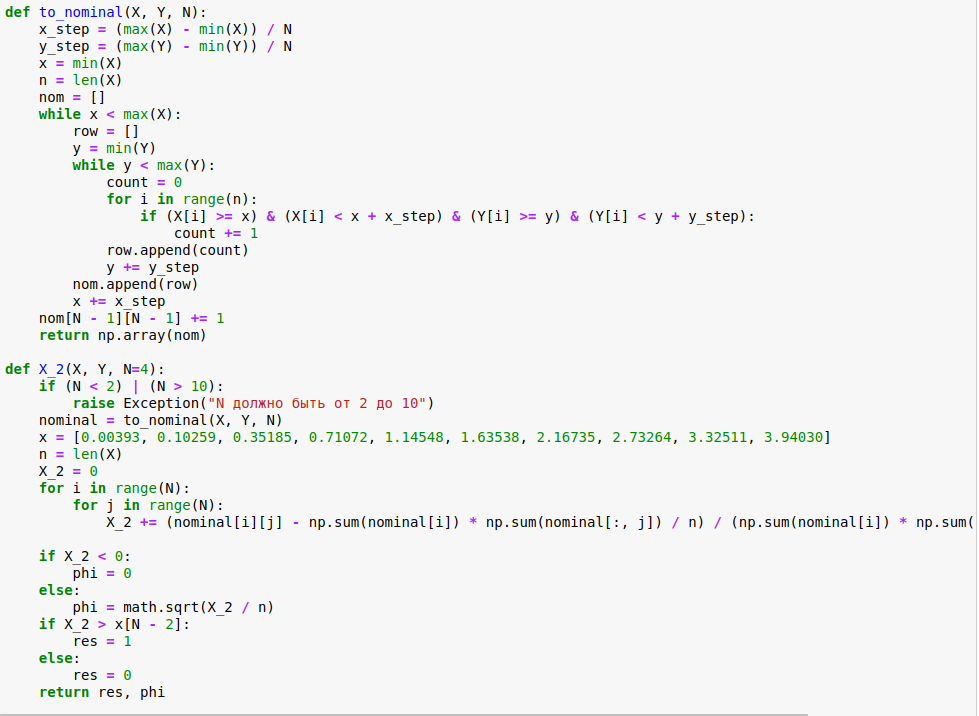 def to_nominal(X, Y, N):
    x_step = (max(X) - min(X)) / N
    y_step = (max(Y) - min(Y)) / N
    x = min(X)
    n = len(X)
    nom = []
    while x < max(X):
        row = []
        y = min(Y)
        while y < max(Y):
            count = 0
            for i in range(n):
                if (X[i] >= x) & (X[i] < x + x_step) & (Y[i] >= y) & (Y[i] < y + y_step):
                    count += 1
            row.append(count)
            y += y_step
        nom.append(row)
        x += x_step
    nom[N - 1][N - 1] += 1
    return np.array(nom)

def X_2(X, Y, N=4):
    if (N < 2) | (N > 10):
        raise Exception("N должно быть от 2 до 10")
    nominal = to_nominal(X, Y, N)
    x = [0.00393, 0.10259, 0.35185, 0.71072, 1.14548, 1.63538, 2.16735, 2.73264, 3.32511, 3.94030]
    n = len(X)
    X_2 = 0
    for i in range(N):
        for j in range(N):
            X_2 += (nominal[i][j] - np.sum(nominal[i]) * np.sum(nominal[:, j]) / n) / (np.sum(nominal[i]) * np.sum(

    if X_2 < 0:
        phi = 0
    else:
        phi = math.sqrt(X_2 / n)
    if X_2 > x[N - 2]:
        res = 1
    else:
        res = 0
    return res, phi